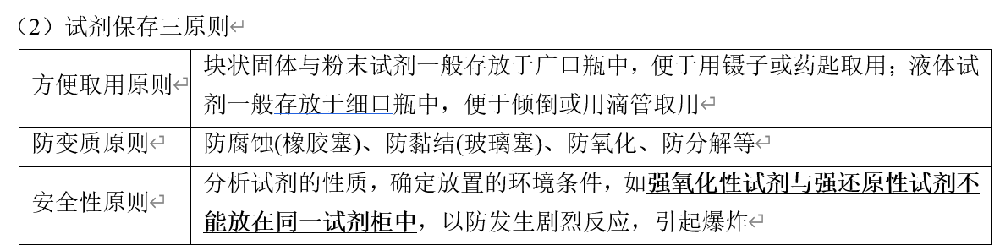 （2）试剂保存三原则
方便取用原则
块状固体与粉末试剂一般存放于广口瓶中，便于用镊子或药匙取用；液体试
剂一般存放于细口瓶中，便于倾倒或用滴管取用
防变质原则
防腐蚀(橡胶塞)、防黏结(玻璃塞)、防氧化、防分解等
安全性原则
分析试剂的性质，确定放置的环境条件，如强氧化性试剂与强还原性试剂不
能放在同一试剂柜中，以防发生剧烈反应，引起爆炸